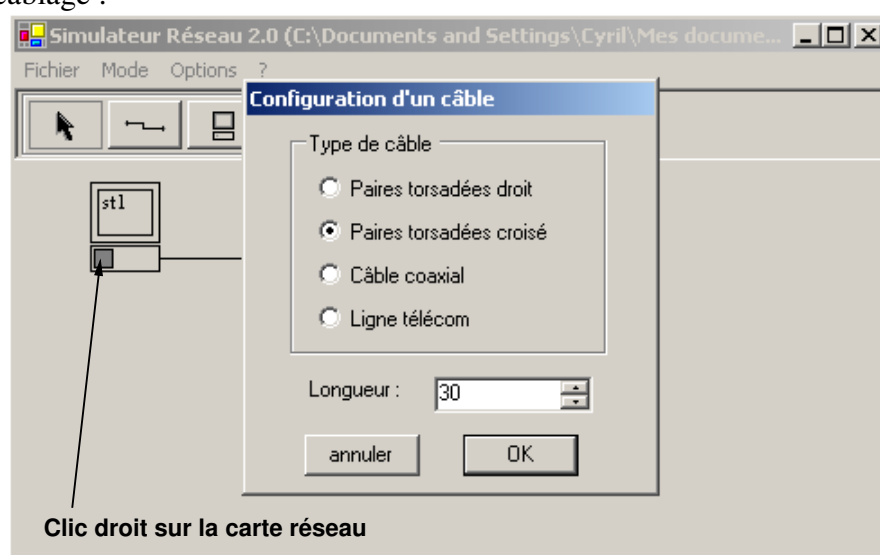 câblage :
Simulateur Réseau 2.0 (C:\Documents and Settings\Cyril\Mes docume...
Fichier Mode Options ?
Configuration d'un câble
Type de câble
Paires torsadées droit
st1
Paires torsadées croisé
Câble coaxial
Ligne télécom
Longueur : 30
annuler OK
Clic droit sur la carte réseau